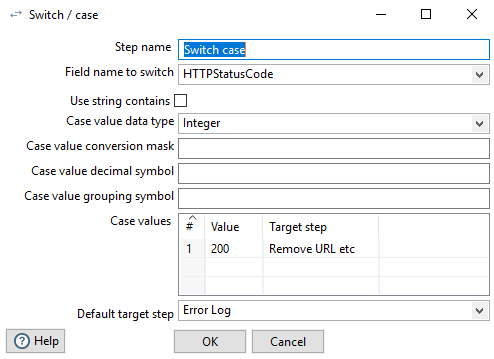 Switch / case
Step name Switch case
Field name to switch HTTPStatusCode
Use string contains
Case value data type Integer
Case value conversion mask
Case value decimal symbol
Case value grouping symbol
Case values # Value Target step
1 200 Remove URL etc
Default target step Error Log
Help OK Cancel